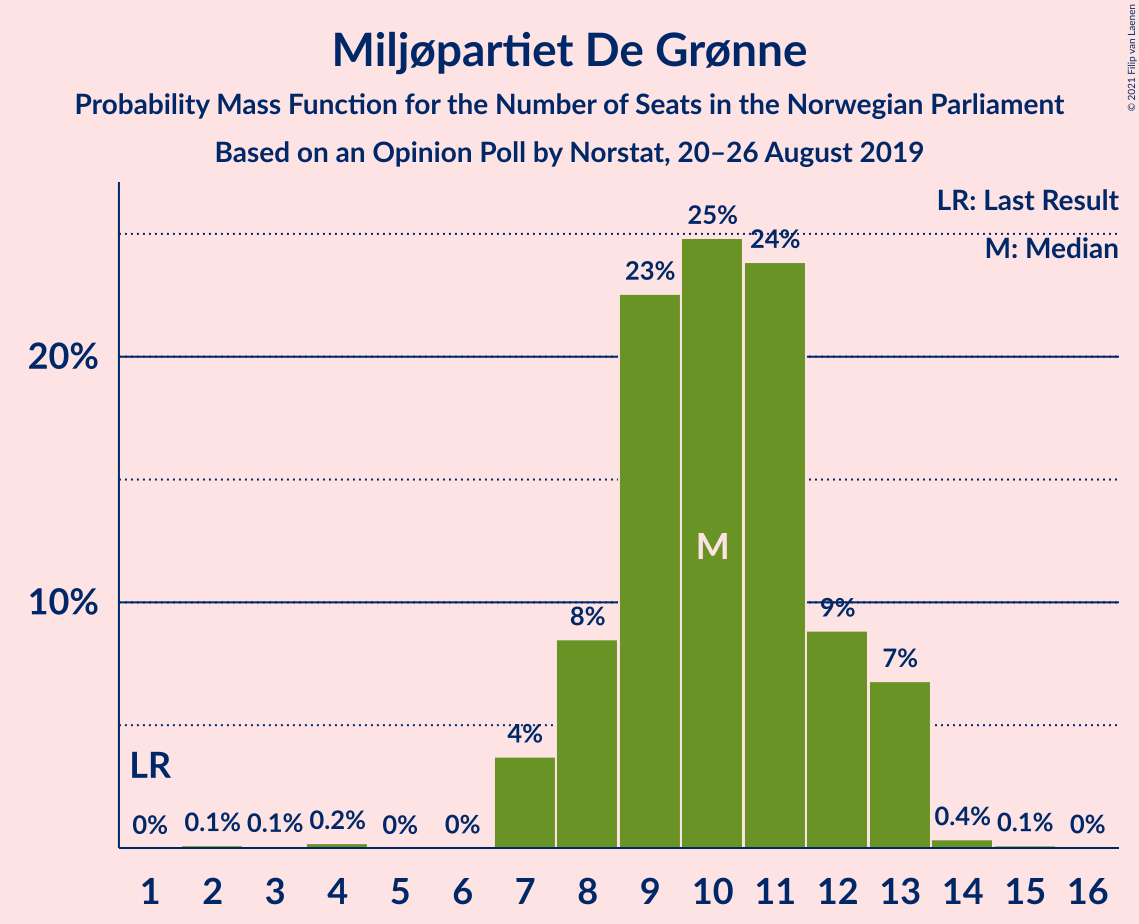 Miljøpartiet De Grønne
Probability Mass Function for the Number of Seats in the Norwegian Parliament
Based on an Opinion Poll by Norstat, 20–26 August 2019
© 2021 Filip van Laenen
LR: Last Result
M: Median
20%
10%
LR
0% 0.1% 0.1% 0.2% 0% 0% 4% 8% 23% 25% 24% 9% 7% 0.4% 0.1% 0%
M
1 2 3 4 5 6 7 8 9 10 11 12 13 14 15 16